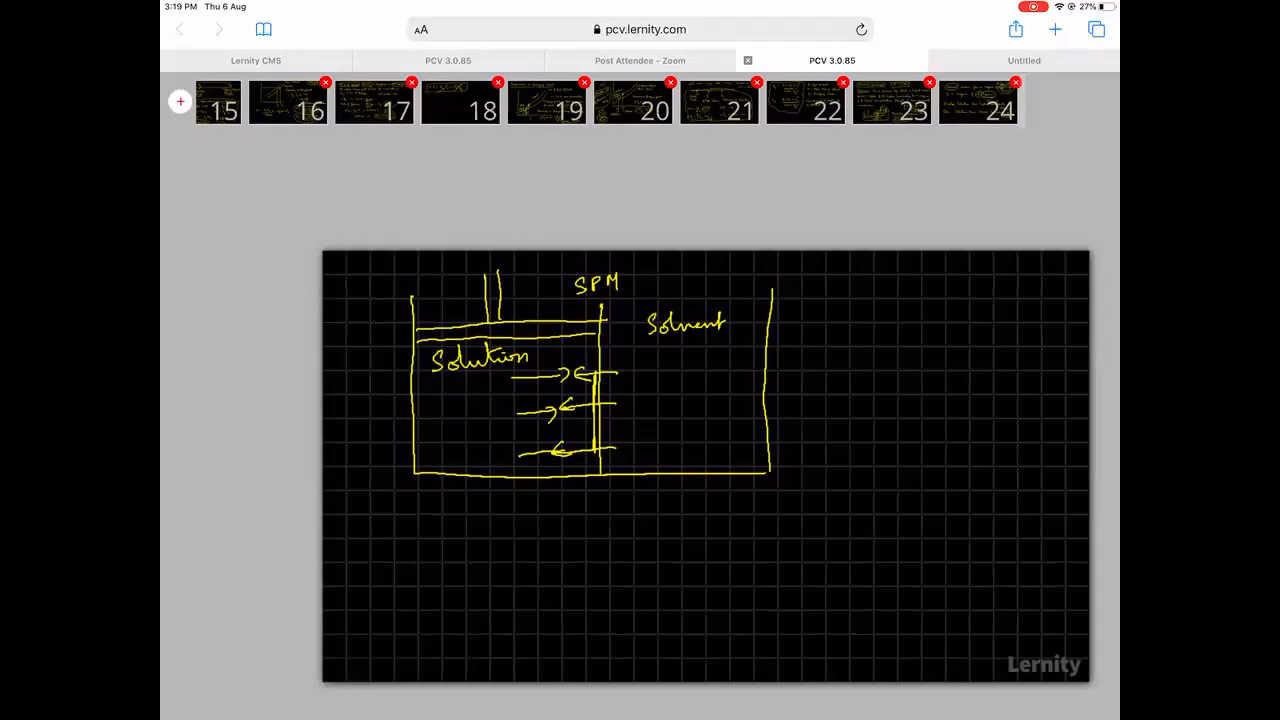 3:19 PM Thu 6 Aug
27%
AA
pcv.lernity.com
Lernity CMS
PCV 3.0.85
Post Attendee - Zoom
PCV 3.0.85
Untitled
15 16 17 18 19 20 21 22 23 24
SPM
Solvent
Solution
Lernity